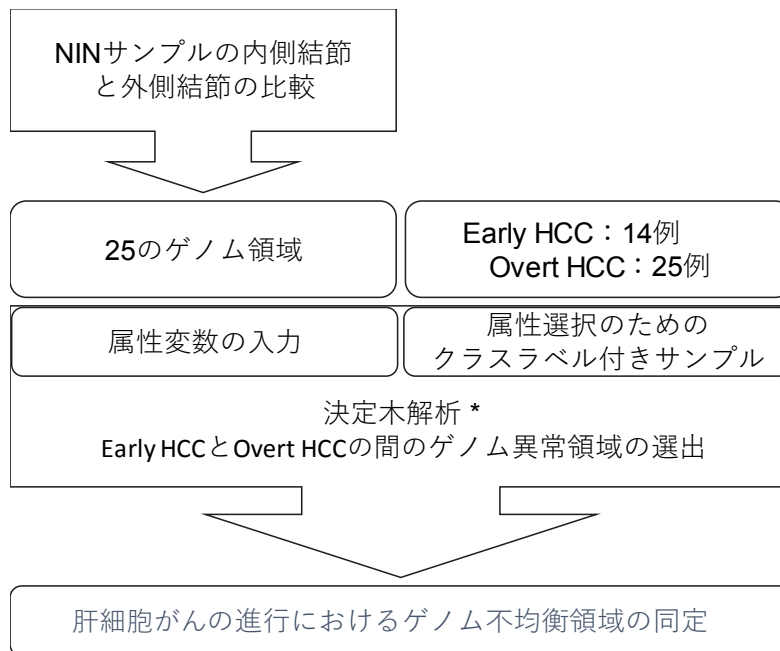 NINサンプルの内側結節
と外側結節の比較
25のゲノム領域
Early HCC：14例
Overt HCC：25例
属性変数の入力
属性選択のための
クラスラベル付きサンプル
決定木解析 *
Early HCCとOvert HCCの間のゲノム異常領域の選出
肝細胞がんの進行におけるゲノム不均衡領域の同定